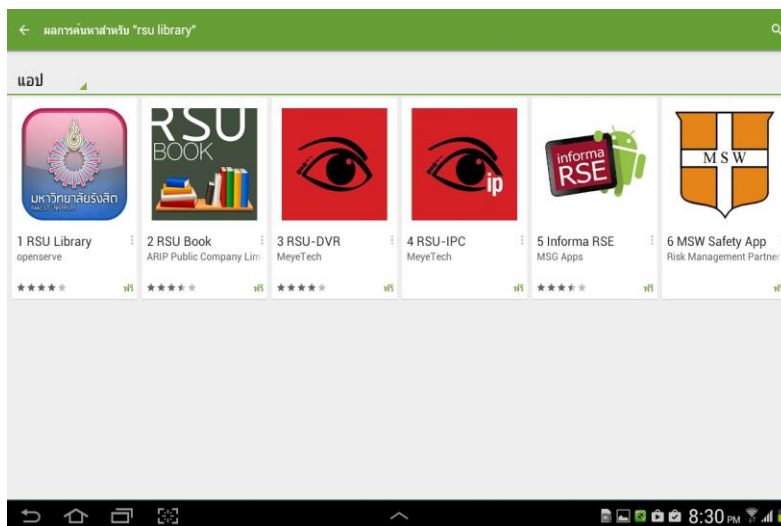 ผลการค้นหาสำหรับ "rsu library"
แอป
มหาวิทยาลัยรังสิต
RSU
BOOK
ip
informa
RSE
M S W
1 RSU Library
2 RSU Book
3 RSU-DVR
4 RSU-IPC
5 Informa RSE
6 MSW Safety App
openserve
ARIP Public Company Lim
MeyeTech
MeyeTech
MSG Apps
Risk Management Partner
ฟรี
ฟรี
ฟรี
ฟรี
ฟรี
8:30 PM